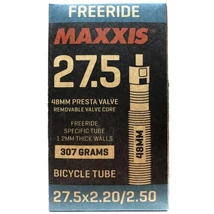 FREERIDE
MAXXIS
27.5
48MM PRESTA VALVE
REMOVABLE VALVE CORE
FREERIDE
SPECIFIC TUBE
1.2MM THICK WALLS
307 GRAMS
48MM
BICYCLE TUBE
27.5x2.20/2.50